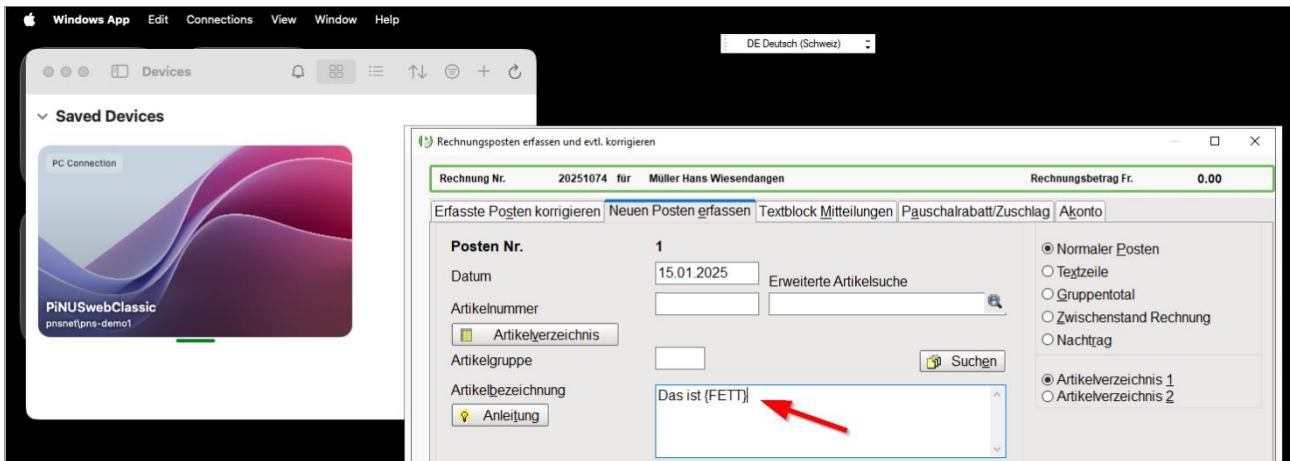 Windows App Edit Connections View Window Help
DE Deutsch (Schweiz)
Devices
Saved Devices
PC Connection
PiNUSwebClassic
pnsnet\pns-demo1
Rechnungsposten erfassen und evtl. korrigieren
Rechnung Nr. 20251074 für Müller Hans Wiesendangen Rechnungsbetrag Fr. 0.00
Erfasste Posten korrigieren Neuen Posten erfassen Textblock Mitteilungen Pauschalrabatt/Zuschlag Akonto
Posten Nr. 1
Datum 15.01.2025 Erweiterte Artikelsuche
Artikelnummer
Artikelverzeichnis
Artikelgruppe Suchen
Artikelbezeichnung Das ist {FETT}
Anleitung
Normaler Posten
Textzeile
Gruppentotal
Zwischenstand Rechnung
Nachtrag
Artikelverzeichnis 1
Artikelverzeichnis 2